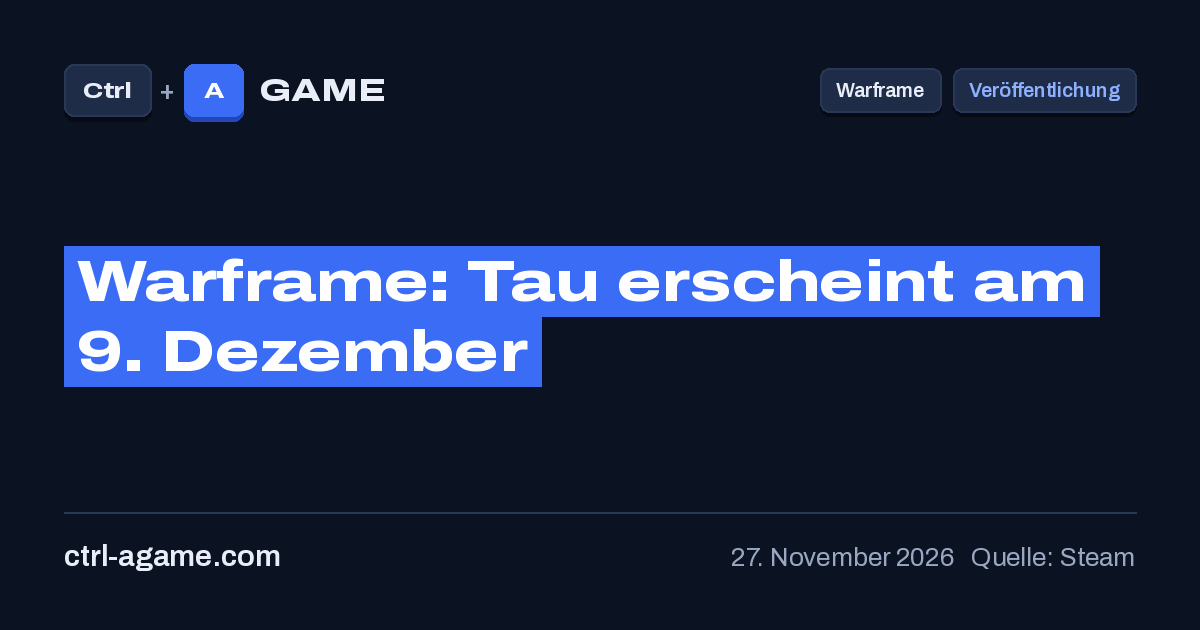 Ctrl + A GAME
Warframe Veröffentlichung
Warframe: Tau erscheint am
9. Dezember
ctrl-agame.com
27. November 2026 Quelle: Steam